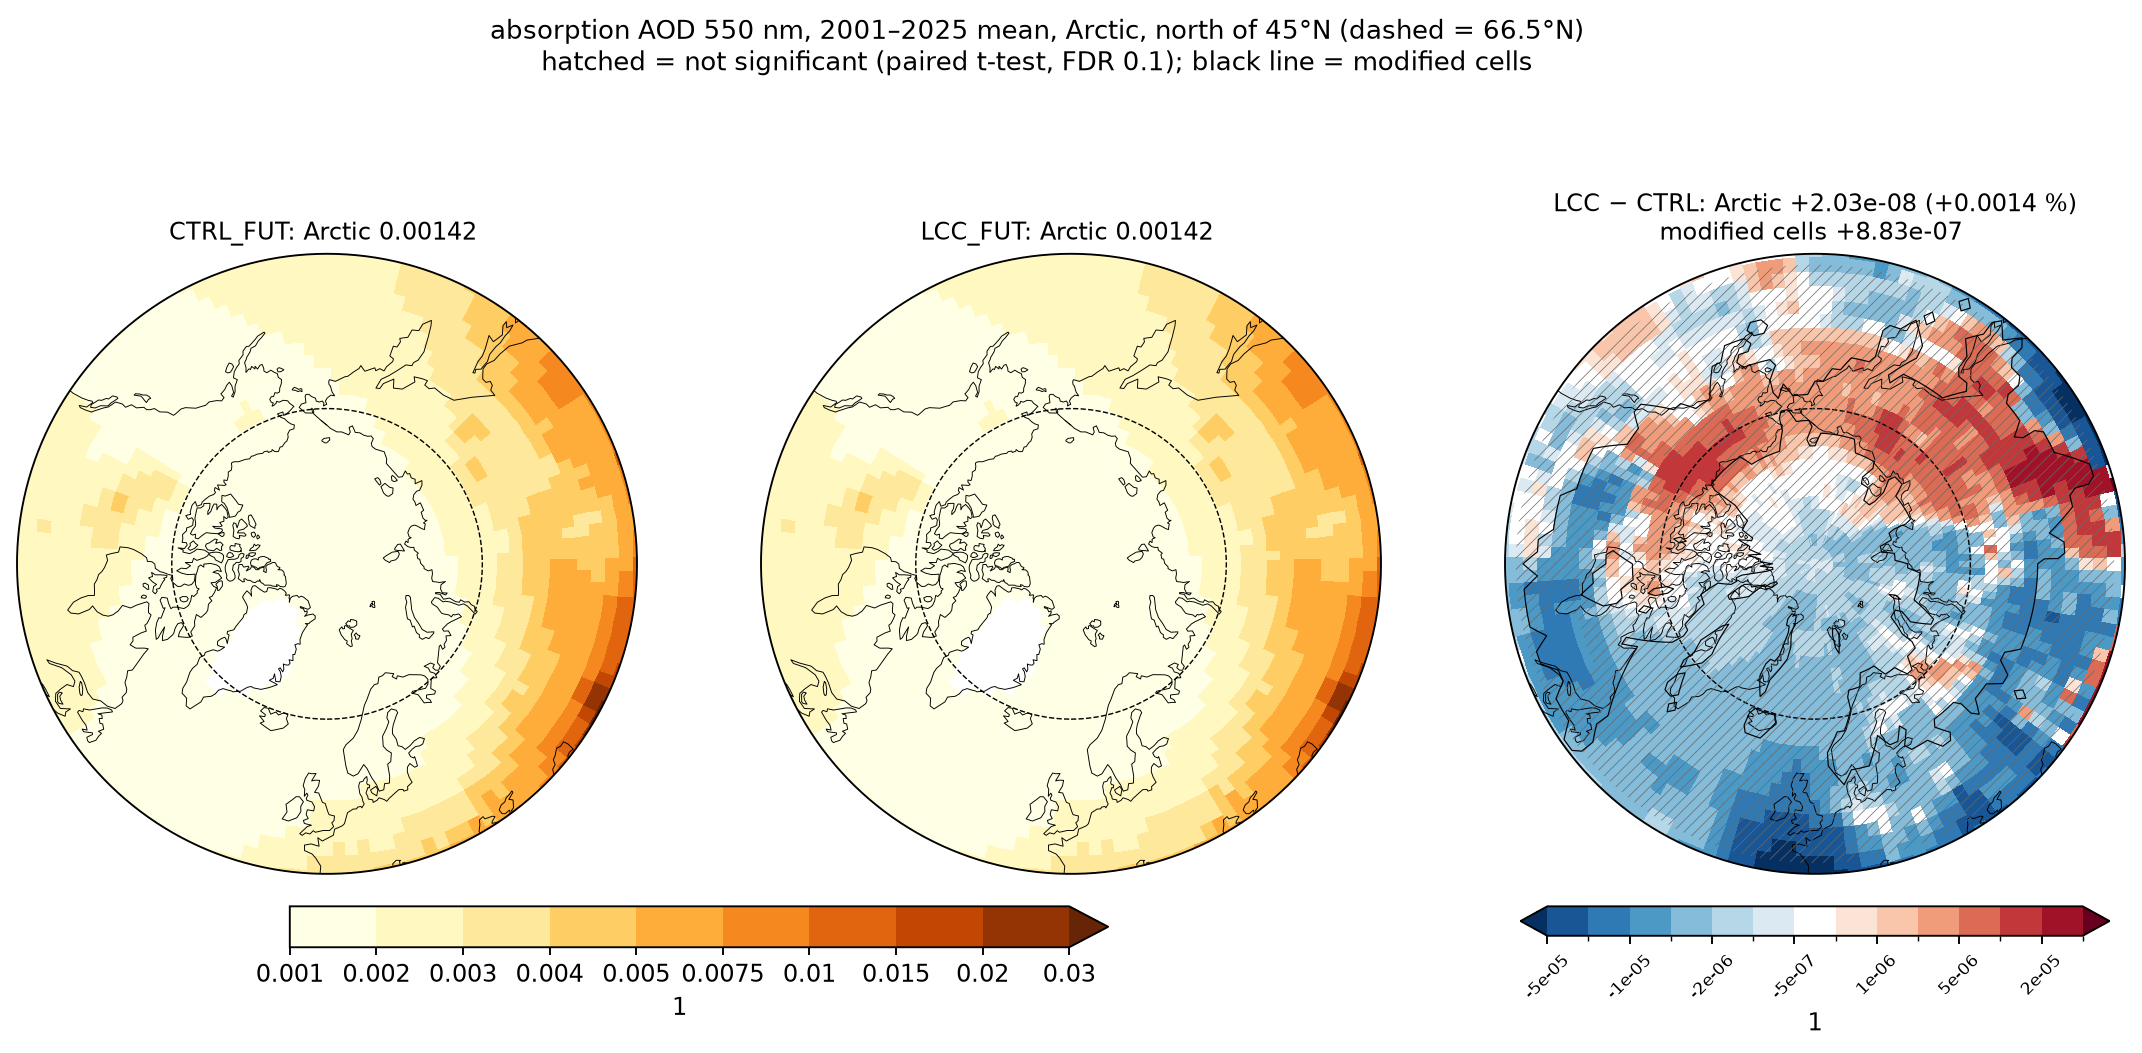 absorption AOD 550 nm, 2001–2025 mean, Arctic, north of 45°N (dashed = 66.5°N)
hatched = not significant (paired t-test, FDR 0.1); black line = modified cells
CTRL_FUT: Arctic 0.00142
LCC_FUT: Arctic 0.00142
LCC − CTRL: Arctic +2.03e-08 (+0.0014 %)
modified cells +8.83e-07
0.001 0.002 0.003 0.004 0.005 0.0075 0.01 0.015 0.02 0.03
1
-5e-05 -1e-05 -2e-06 -5e-07 1e-06 5e-06 2e-05
1